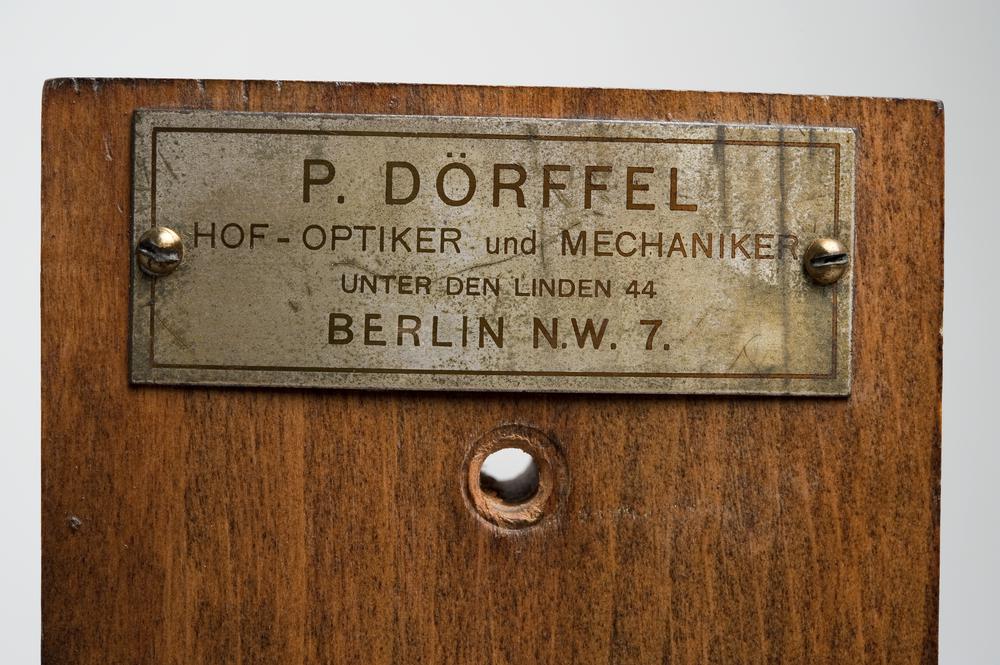 P. DÖRFFEL
HOF-OPTIKER und MECHANIKER
UNTER DEN LINDEN 44
BERLIN N.W. 7.